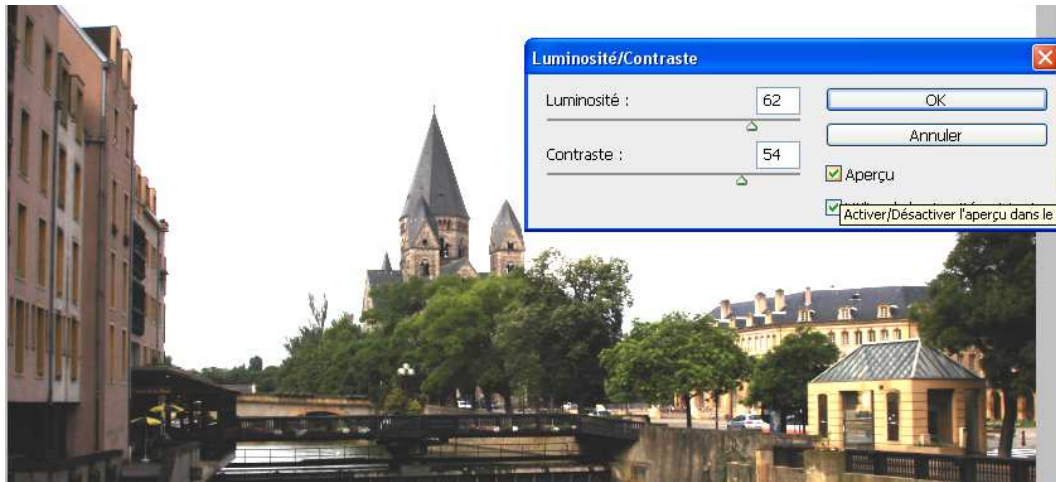 Luminosité/Contraste
Luminosité : 62
OK
Annuler
Contraste : 54
Aperçu
Activer/Désactiver l'aperçu dans le